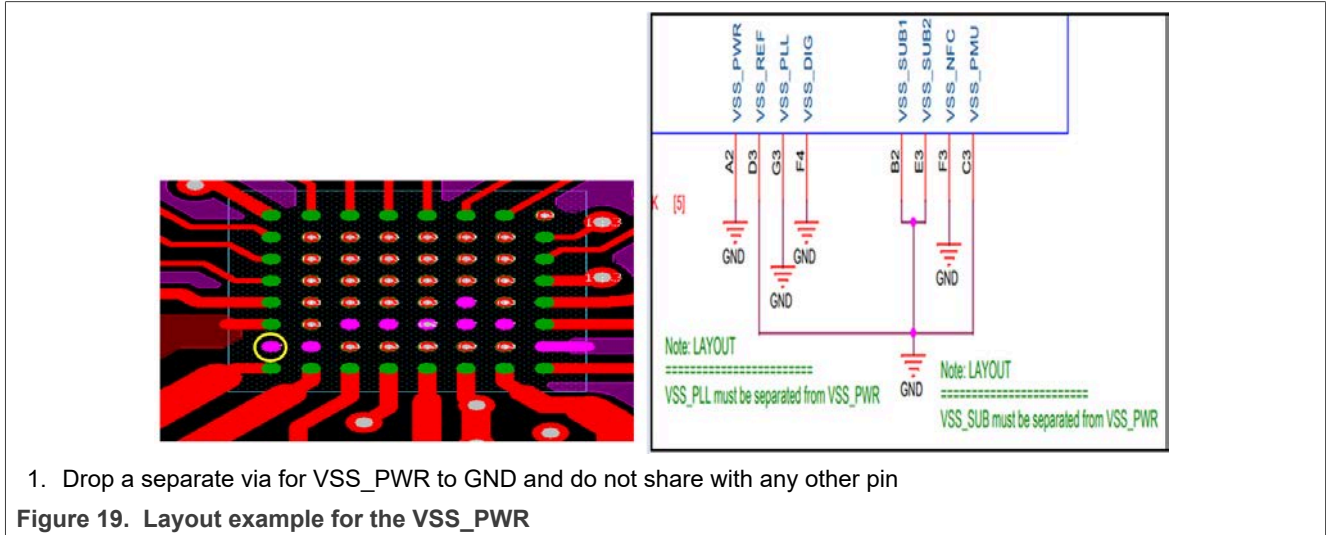 VSS_PWR
VSS_REF
VSS_PLL
VSS_DIG
VSS_SUB1
VSS_SUB2
VSS_NFC
VSS_PMU
A2
D3
G3
F4
B2
E3
F3
C3
K [5]
GND
GND
GND
GND
GND
Note: LAYOUT
=========================
VSS_PLL must be separated from VSS_PWR
Note: LAYOUT
=========================
VSS_SUB must be separated from VSS_PWR
1. Drop a separate via for VSS_PWR to GND and do not share with any other pin
Figure 19. Layout example for the VSS_PWR